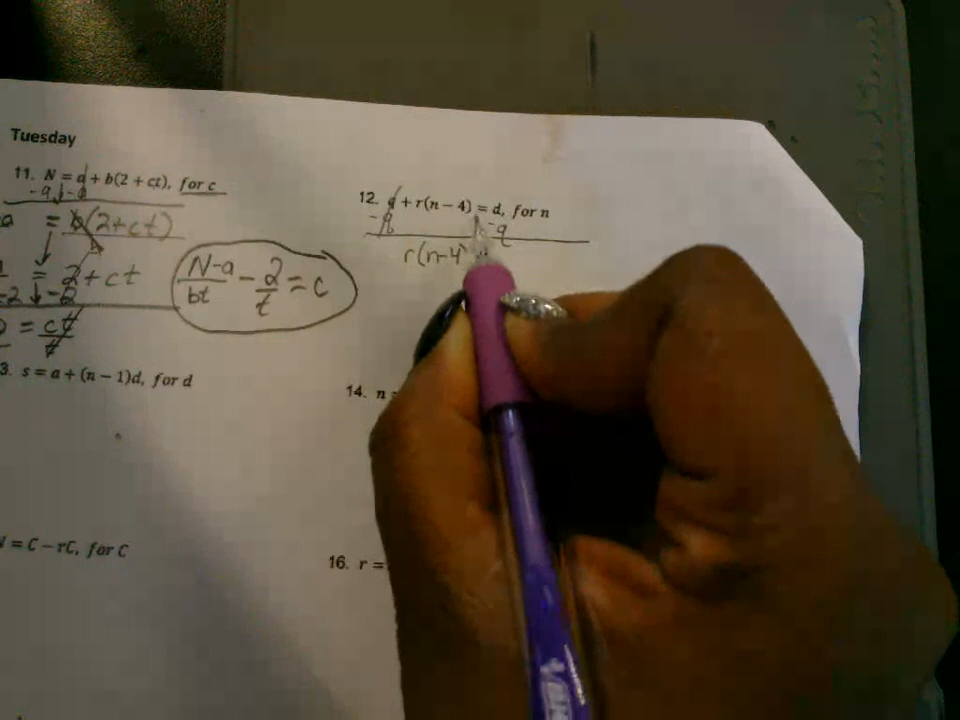 Tuesday
11. N = a + b(2 + ct), for c
-a -a
a = b(2+ct)
= 2 + ct
-2 -2
= ct
t
N-a - 2 = c
bt t
12. q + r(n − 4) = d, for n
-q -q
r(n-4)
3. s = a + (n − 1)d, for d
14. n =
= C − rC, for C
16. r =